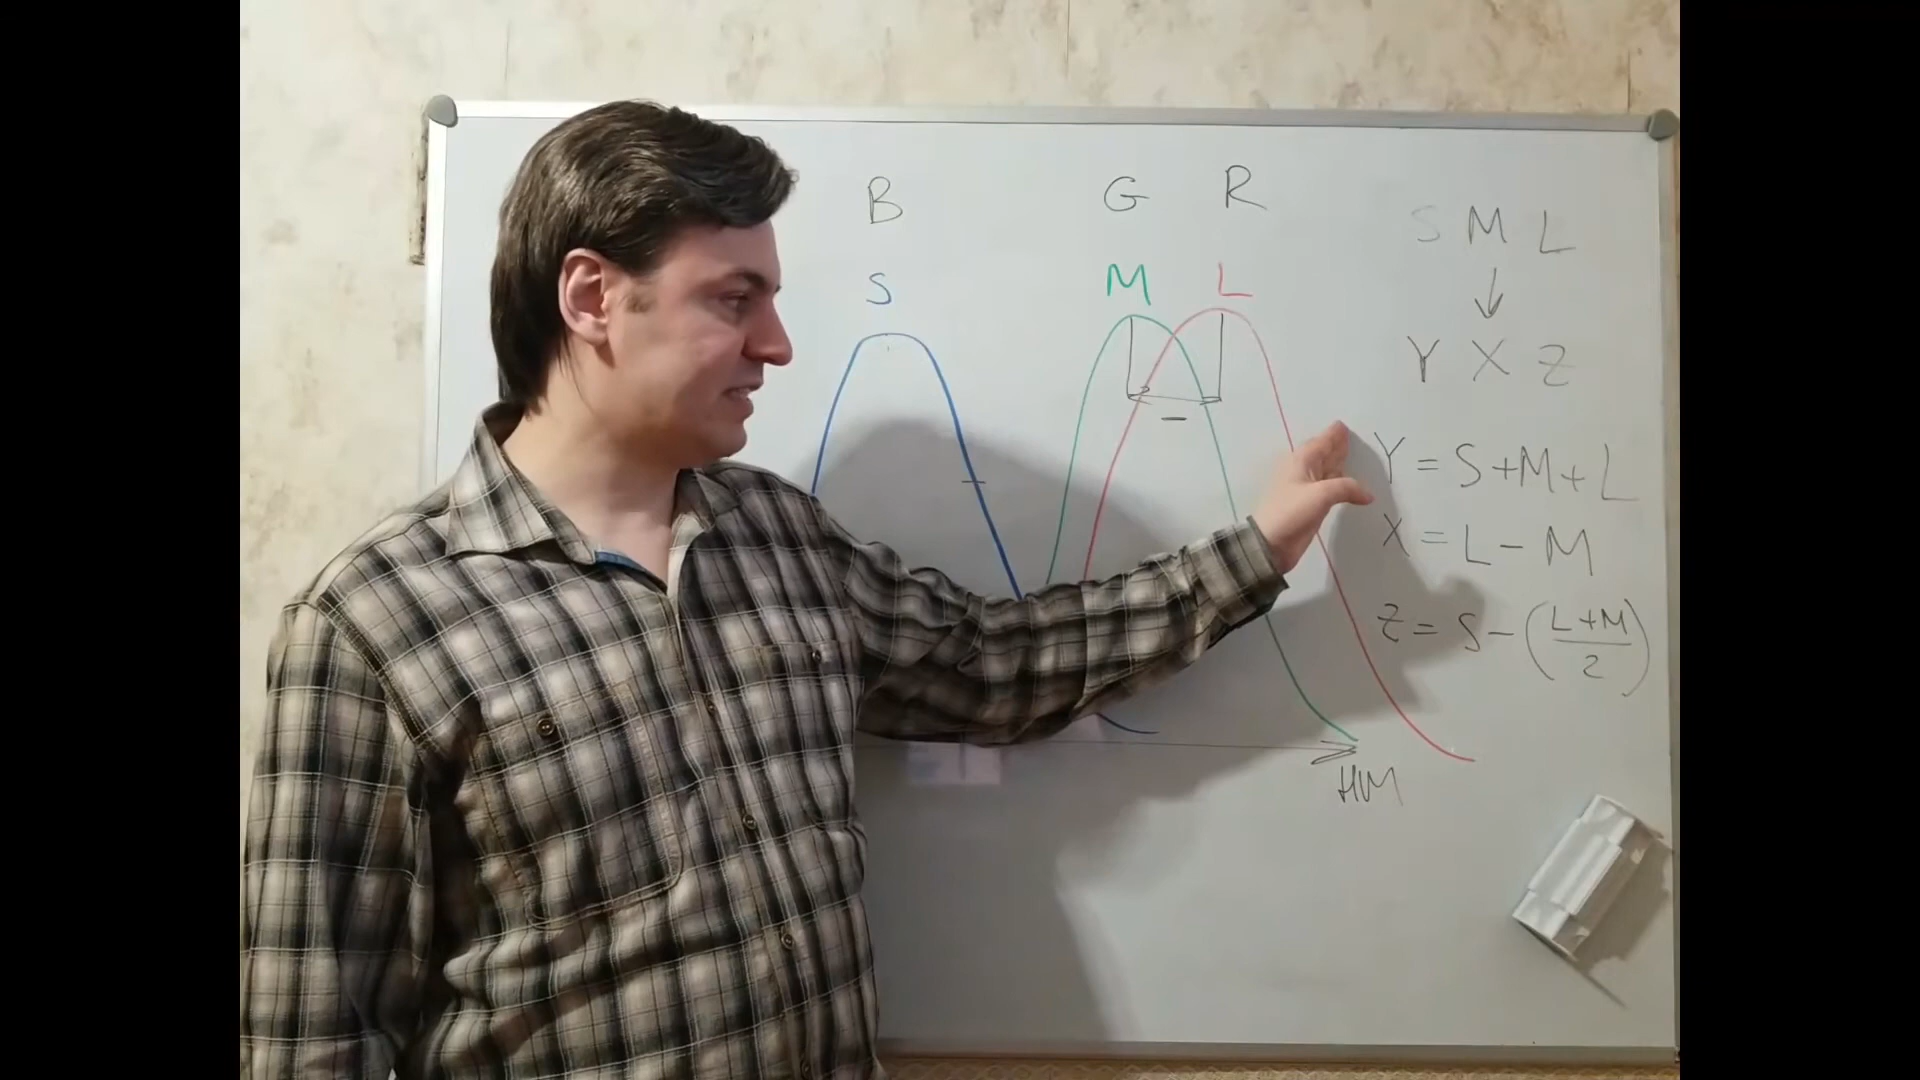 B G R
S M L
S M L
↓
Y X Z
Y = S + M + L
X = L - M
Z = S - (L + M / 2)
НМ